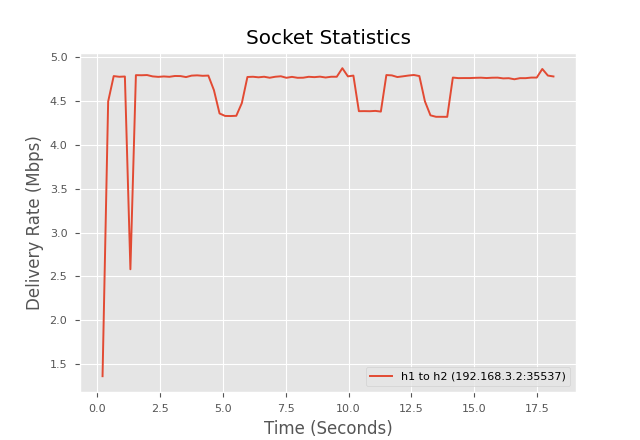 Socket Statistics
Delivery Rate (Mbps)
5.0
4.5
4.0
3.5
3.0
2.5
2.0
1.5
h1 to h2 (192.168.3.2:35537)
0.0 2.5 5.0 7.5 10.0 12.5 15.0 17.5
Time (Seconds)